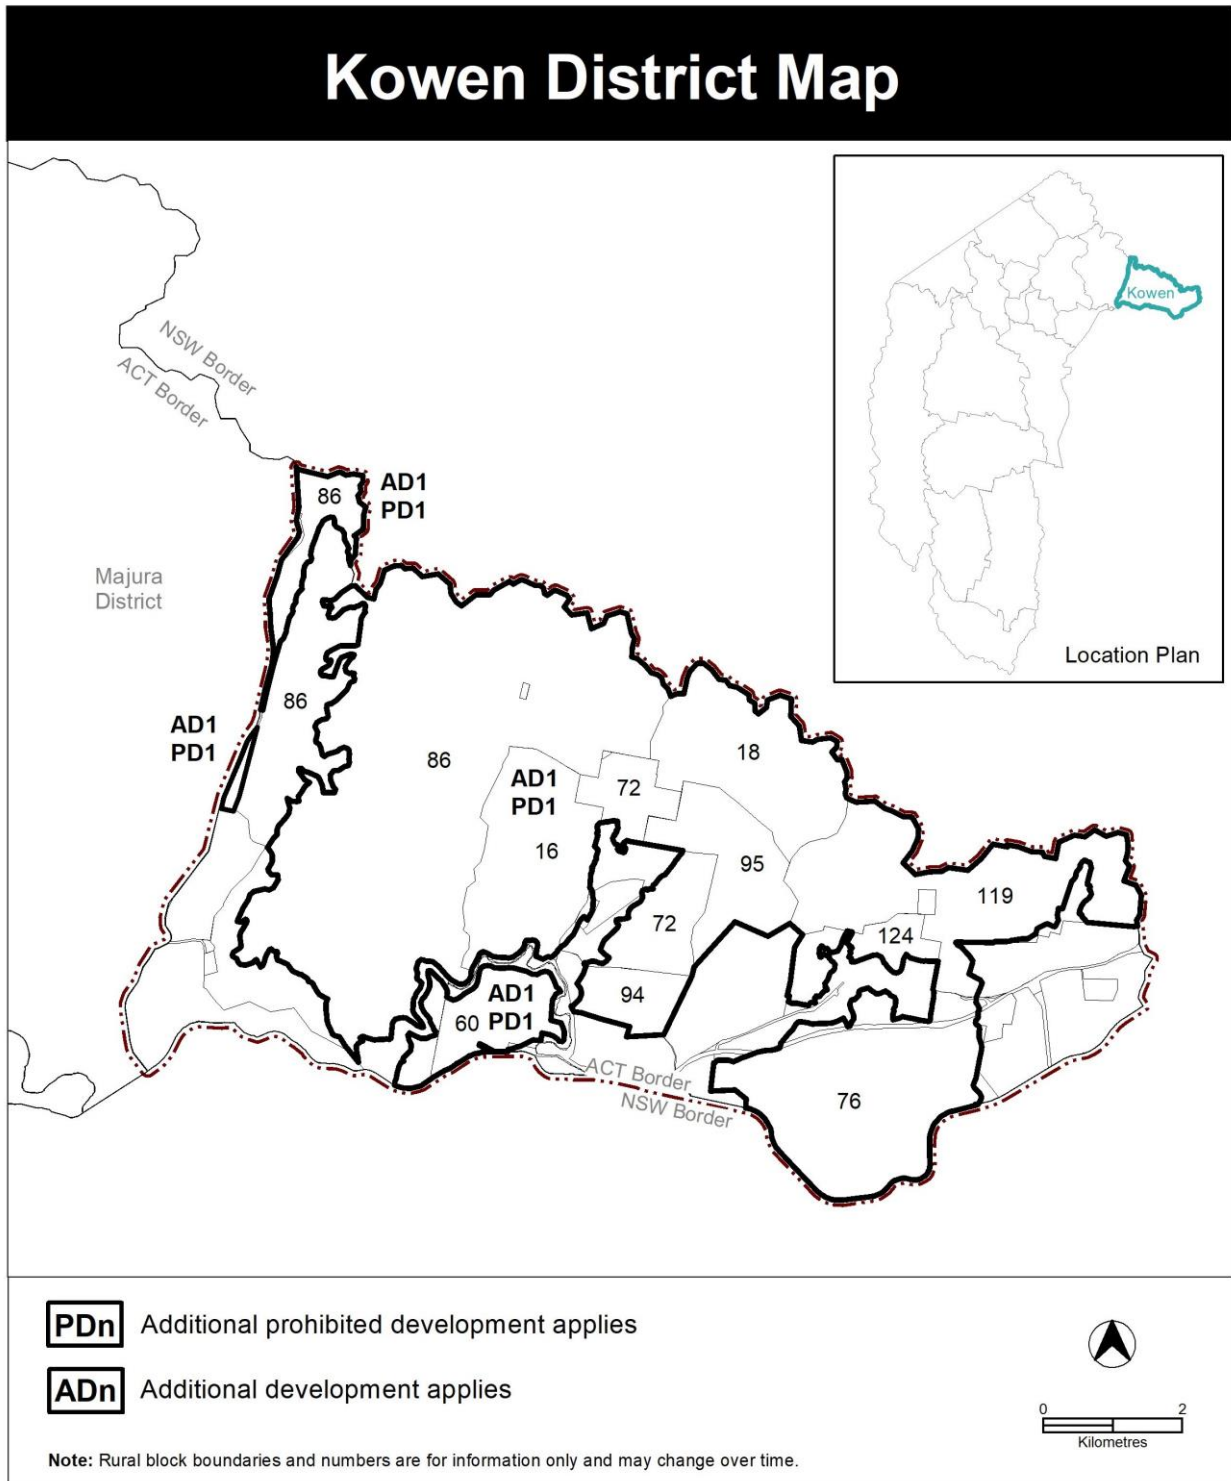 Kowen District Map
Kowen
Location Plan
NSW Border
ACT Border
86
AD1
PD1
Majura
District
86
AD1
PD1
86
AD1
PD1
72
18
16
95
72
119
124
94
AD1
PD1
60
ACT Border
NSW Border
76
PDn Additional prohibited development applies
ADn Additional development applies
0 2
Kilometres
Note: Rural block boundaries and numbers are for information only and may change over time.